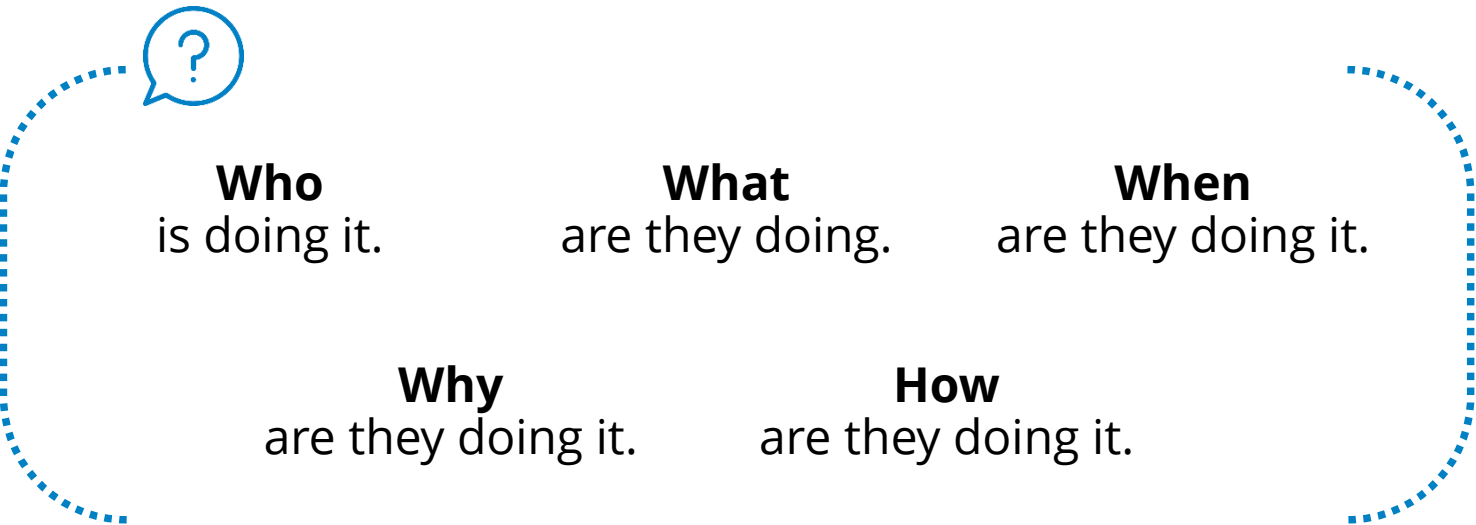 ?
Who
is doing it.
What
are they doing.
When
are they doing it.
Why
are they doing it.
How
are they doing it.